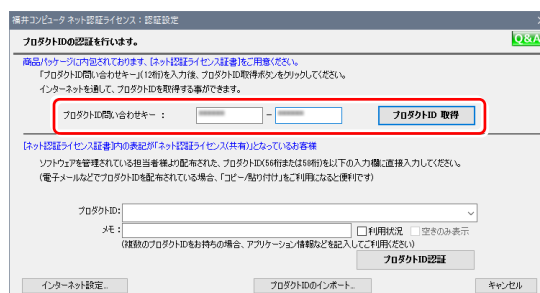 福井コンピュータ ネット認証ライセンス：認証設定
プロダクトIDの認証を行います。
Q&A
商品パッケージに内包されております、[ネット認証ライセンス証書]をご用意ください。
「プロダクトID問い合わせキー」(12桁)を入力後、プロダクトID取得ボタンをクリックしてください。
インターネットを通して、プロダクトIDを取得する事ができます。
プロダクトID問い合わせキー ： － プロダクトID 取得
[ネット認証ライセンス証書]内の表記が「ネット認証ライセンス(共有)」となっているお客様
ソフトウェアを管理されている担当者様より配布された、プロダクトID(56桁または50桁)を以下の入力欄に直接入力してください。
(電子メールなどでプロダクトIDを配布されている場合、「コピー/貼り付け」をご利用になると便利です)
プロダクトID:
メモ： 利用状況 空きのみ表示
(複数のプロダクトIDをお持ちの場合、アプリケーション情報などを記入してご利用ください)
プロダクトID認証
インターネット設定... プロダクトIDのインポート... キャンセル